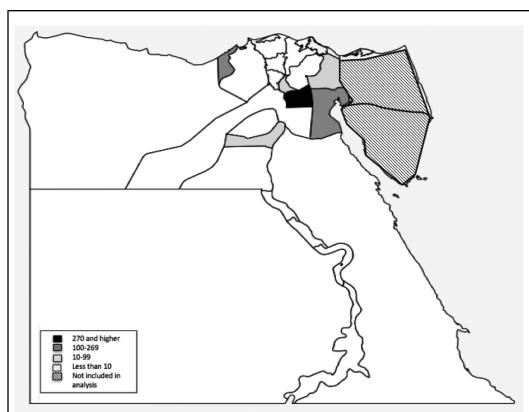 270 and higher
100-269
10-99
Less than 10
Not included in
analysis